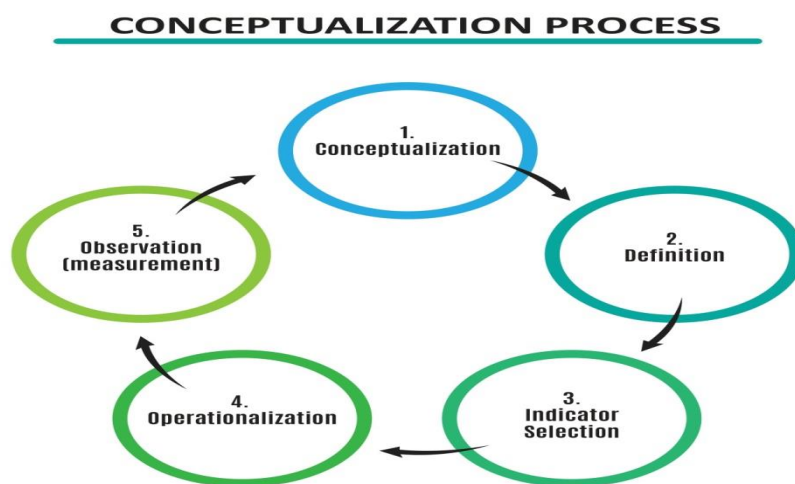 CONCEPTUALIZATION PROCESS
1.
Conceptualization
2.
Definition
3.
Indicator
Selection
4.
Operationalization
5.
Observation
(measurement)